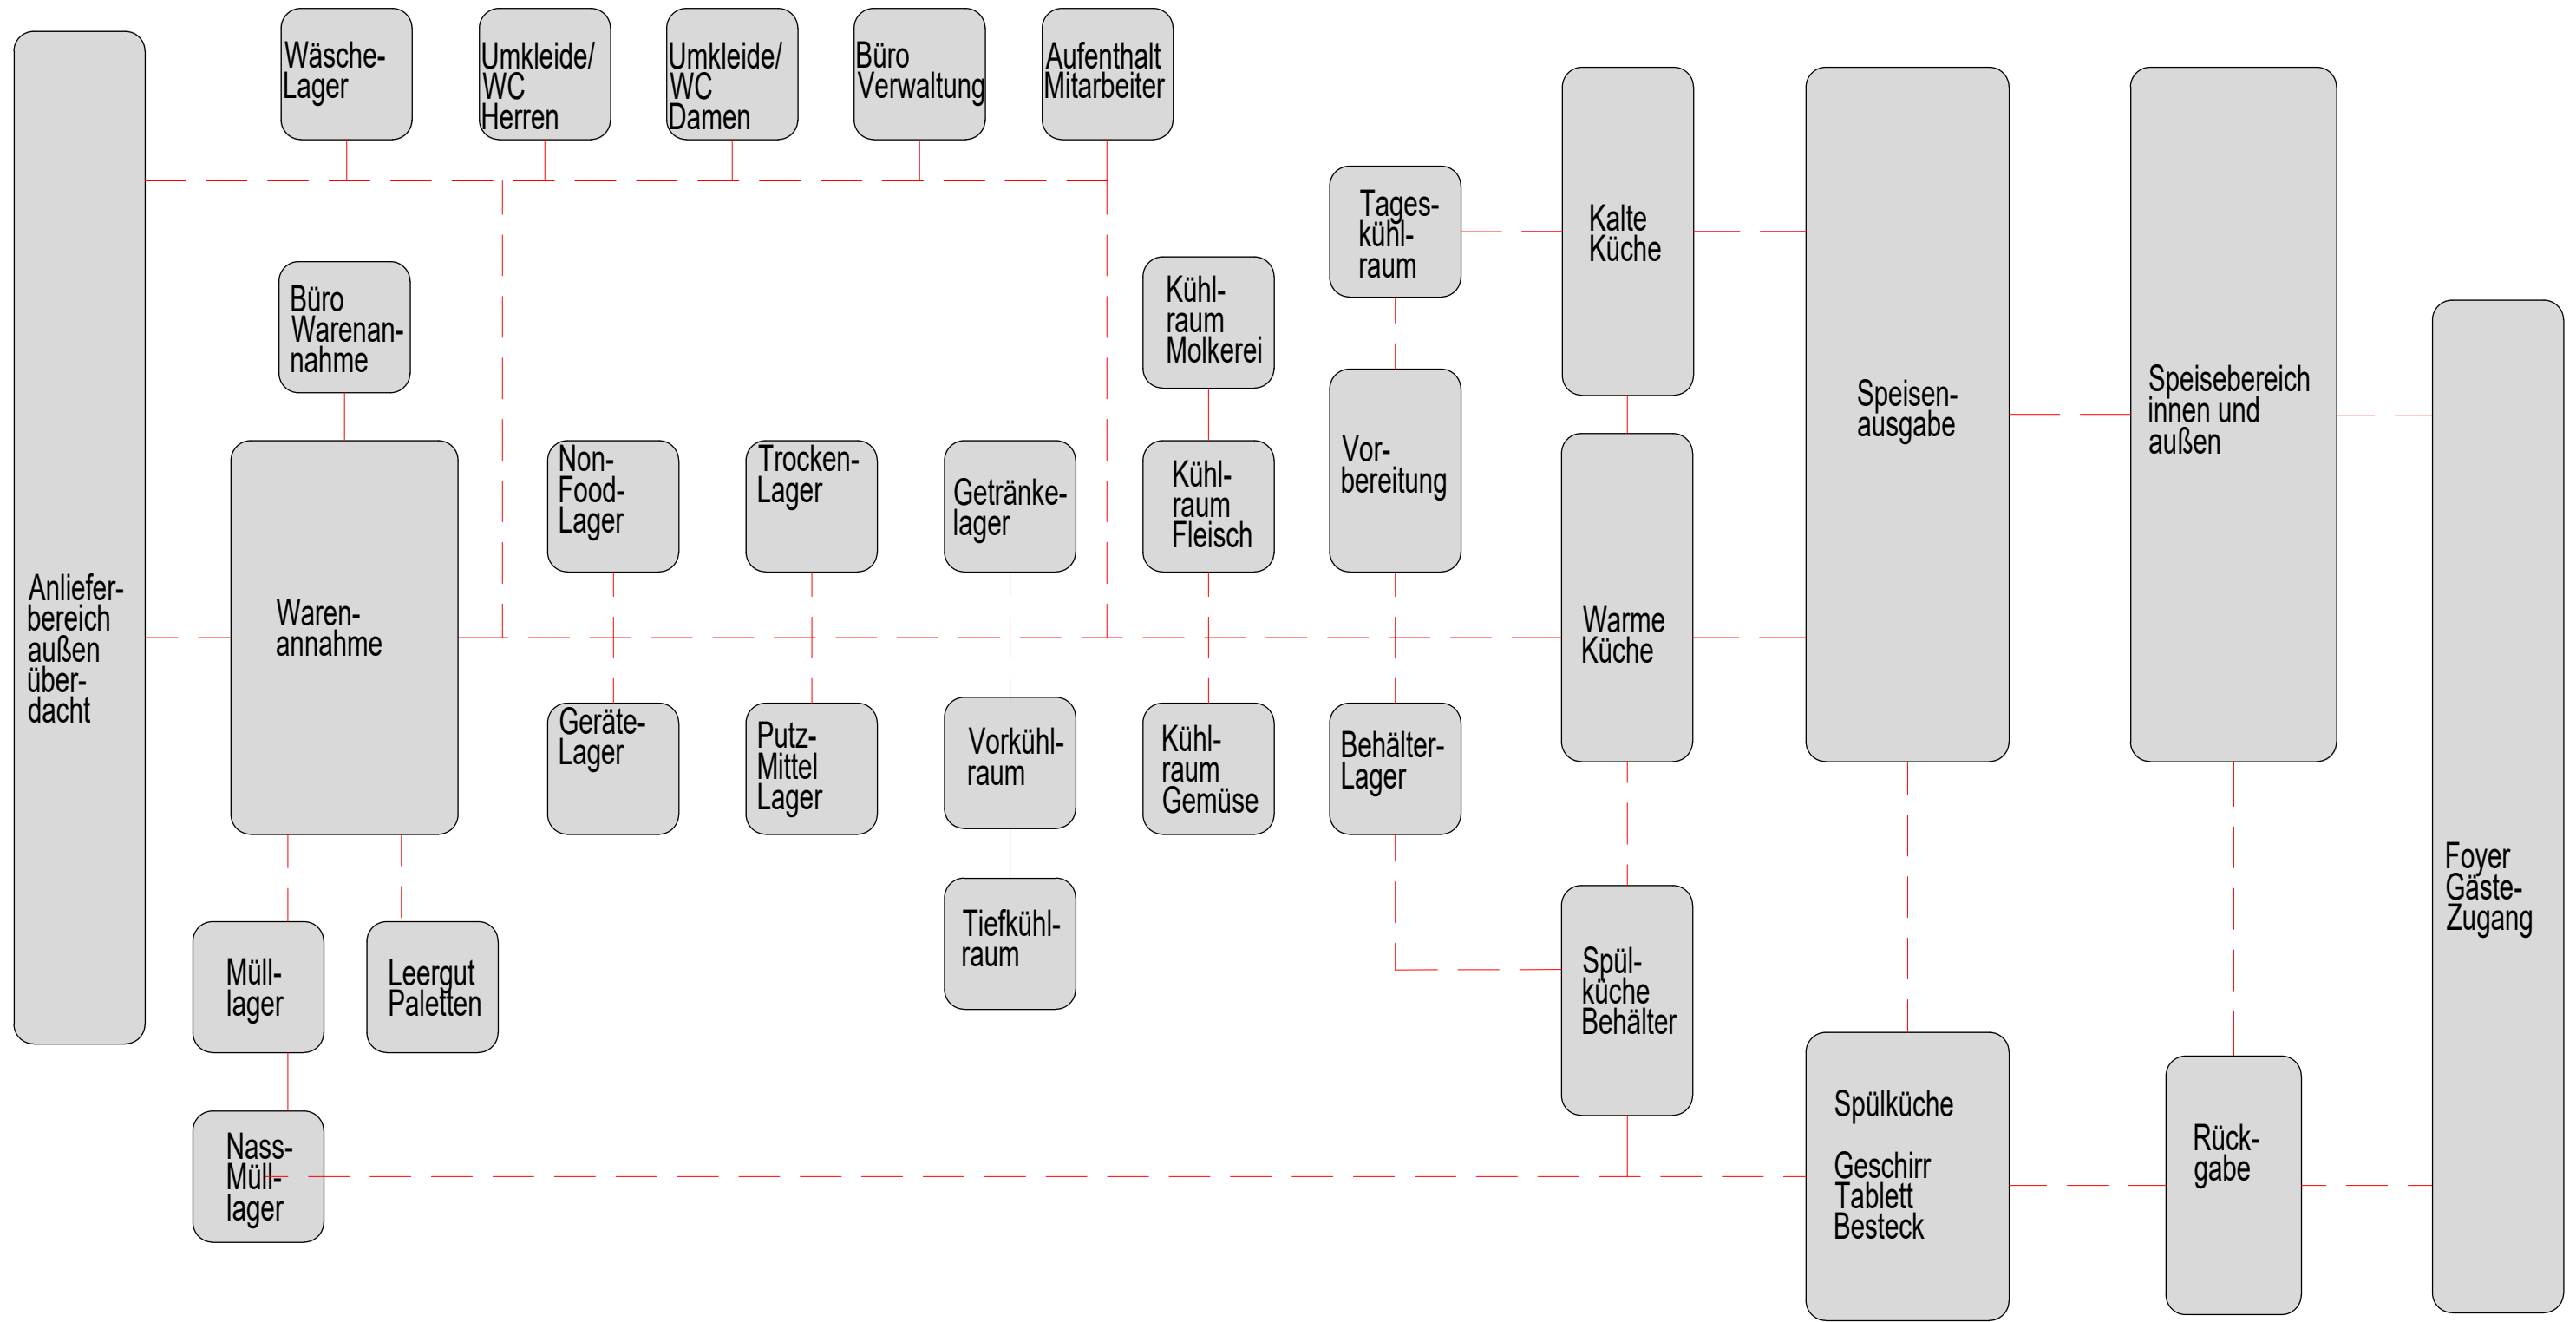 Wäsche-
Lager
Umkleide/
WC
Herren
Umkleide/
WC
Damen
Büro
Verwaltung
Aufenthalt
Mitarbeiter
Anliefer-
bereich
außen
über-
dacht
Büro
Warenan-
nahme
Waren-
annahme
Non-
Food-
Lager
Trocken-
Lager
Getränke-
lager
Kühl-
raum
Molkerei
Kühl-
raum
Fleisch
Tages-
kühl-
raum
Vor-
bereitung
Kalte
Küche
Warme
Küche
Speisen-
ausgabe
Speisebereich
innen und
außen
Geräte-
Lager
Putz-
Mittel
Lager
Vorkühl-
raum
Kühl-
raum
Gemüse
Behälter-
Lager
Tiefkühl-
raum
Müll-
lager
Leergut
Paletten
Nass-
Müll-
lager
Spül-
küche
Behälter
Spülküche
Geschirr
Tablett
Besteck
Rück-
gabe
Foyer
Gäste-
Zugang